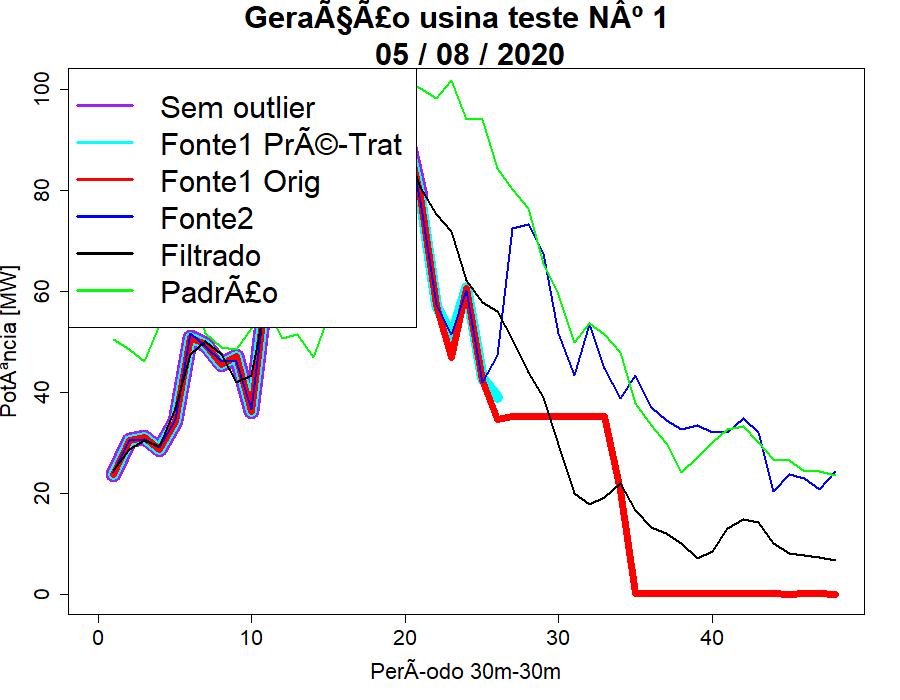 GeraÃ§Ã£o usina teste NÂº 1
05 / 08 / 2020
PotÃªncia [MW]
100
80
60
40
20
0
Sem outlier
Fonte1 PrÃ©-Trat
Fonte1 Orig
Fonte2
Filtrado
PadrÃ£o
0 10 20 30 40
PerÃ-odo 30m-30m